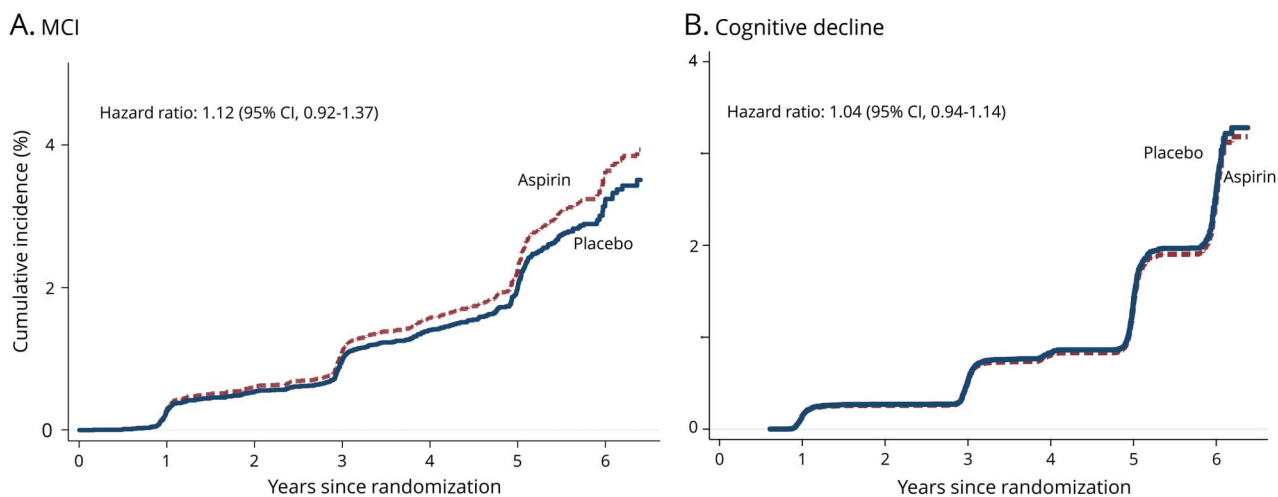 A. MCI
Hazard ratio: 1.12 (95% CI, 0.92-1.37)
Cumulative incidence (%)
4
2
0
Aspirin
Placebo
0 1 2 3 4 5 6
Years since randomization
B. Cognitive decline
4
Hazard ratio: 1.04 (95% CI, 0.94-1.14)
2
0
Placebo
Aspirin
0 1 2 3 4 5 6
Years since randomization